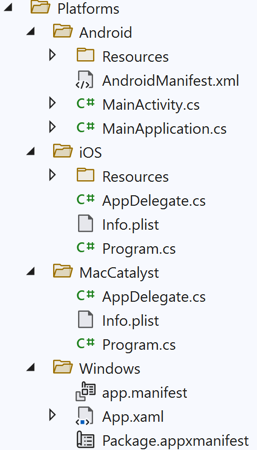 Platforms
Android
Resources
AndroidManifest.xml
C# MainActivity.cs
C# MainApplication.cs
iOS
Resources
C# AppDelegate.cs
Info.plist
C# Program.cs
MacCatalyst
C# AppDelegate.cs
Info.plist
C# Program.cs
Windows
app.manifest
App.xaml
Package.appxmanifest